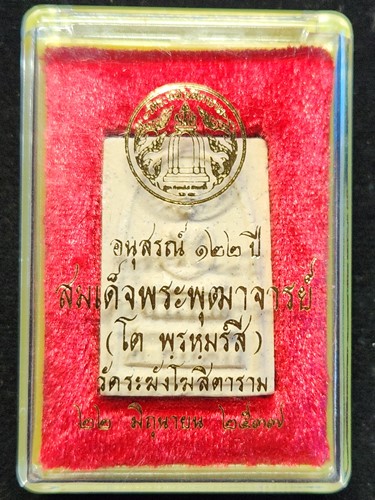 อนุสรณ์ ๑๒๒ ปี
สมเด็จพระพุฒาจารย์
(โต พรหมรังสี)
วัดระฆังโฆสิตาราม
๒๒ มิถุนายน ๒๕๓๗